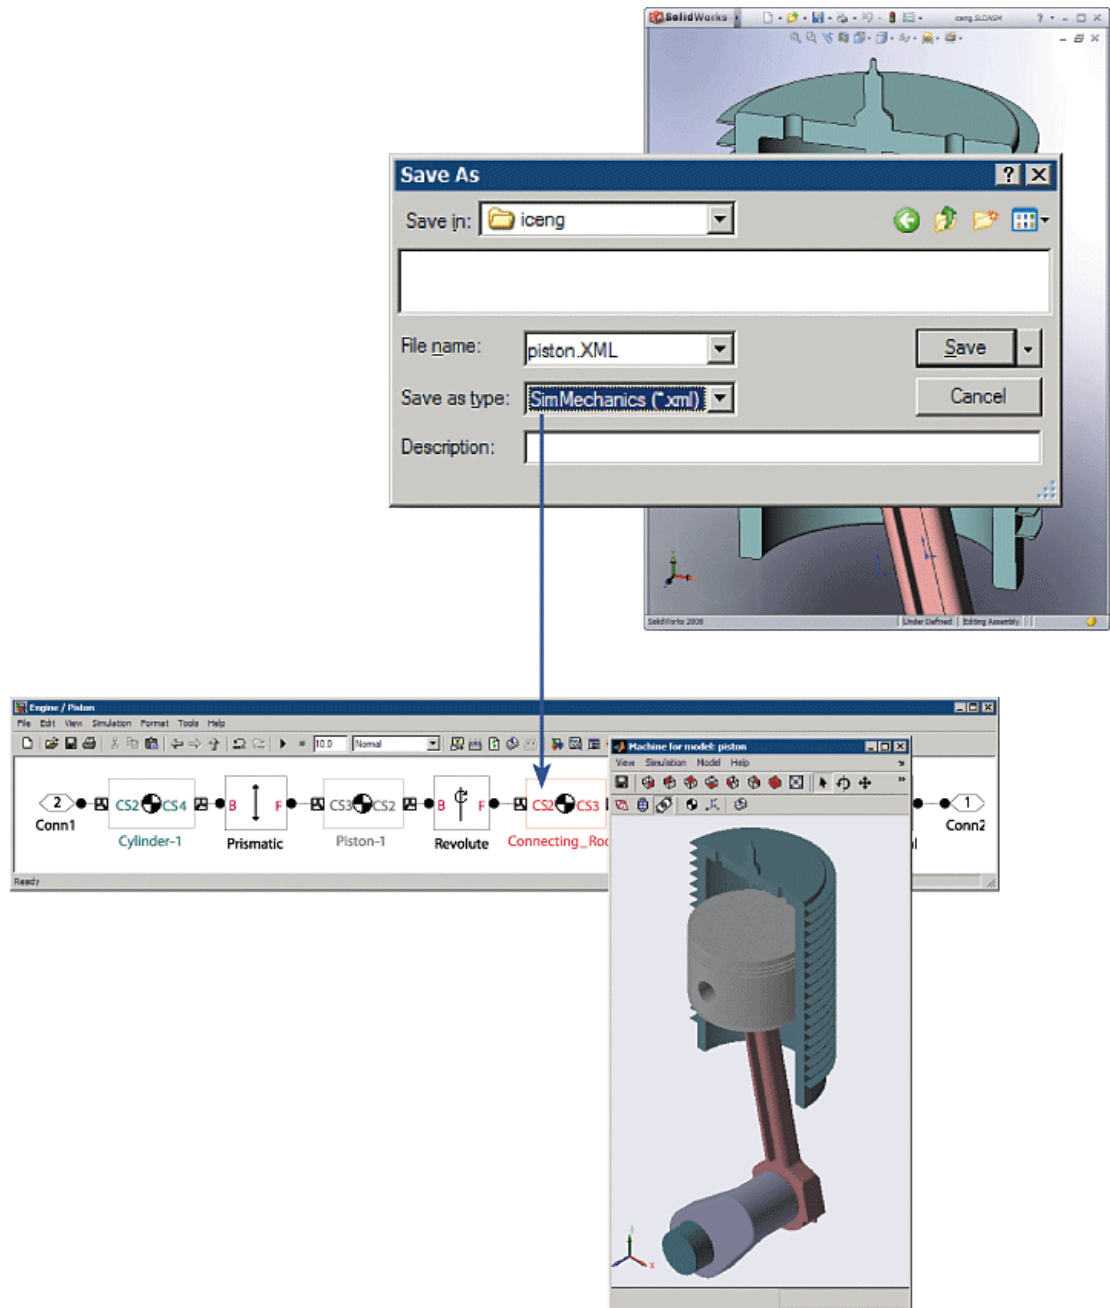 SolidWorks
iceng.SLDASM
Save As
Save in: iceng
File name: piston.XML
Save
Save as type: SimMechanics (*.xml)
Cancel
Description:
SolidWorks 2008 Under Defined Editing Assembly
Engine / Piston
File Edit View Simulation Format Tools Help
10.0 Normal
Machine for model: piston
View Simulation Model Help
2 CS2 CS4 B F CS3 CS2 B F CS2 CS3 1
Conn1 Cylinder-1 Prismatic Piston-1 Revolute Connecting_Ro Conn2
Ready